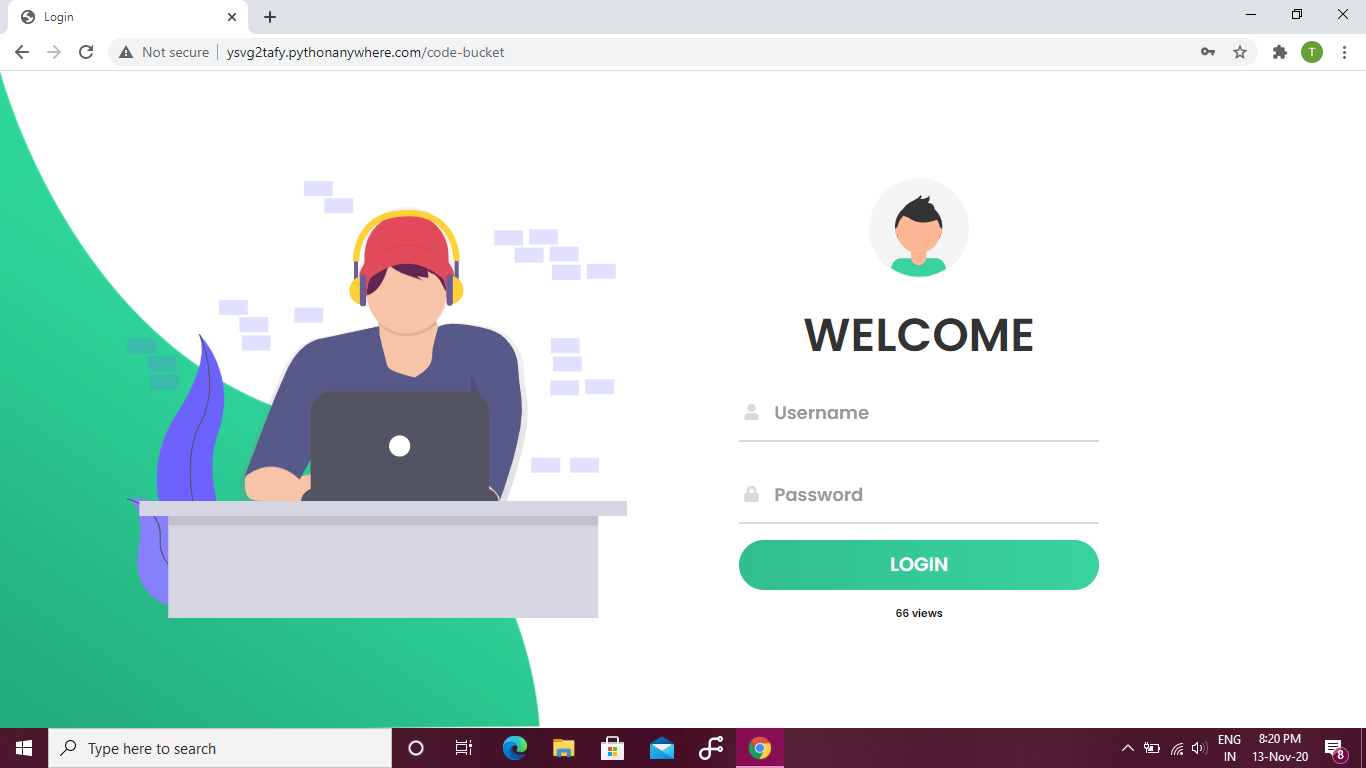 Login
Not secure
ysvg2tafy.pythonanywhere.com/code-bucket
T
WELCOME
Username
Password
LOGIN
66 views
Type here to search
ENG
IN
8:20 PM
13-Nov-20
8